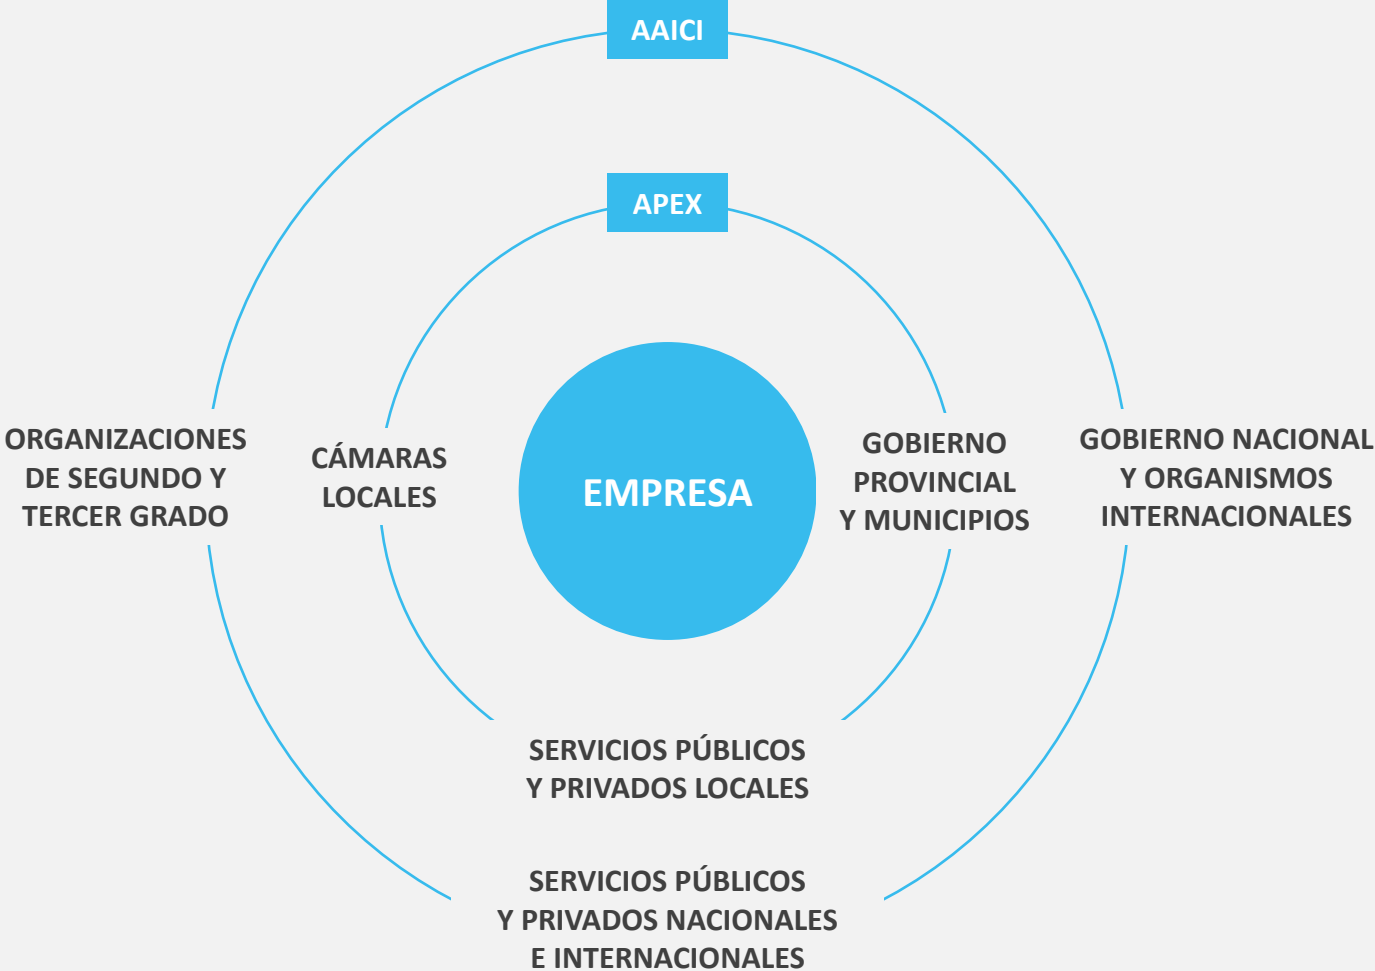 AAICI
APEX
ORGANIZACIONES
DE SEGUNDO Y
TERCER GRADO
CÁMARAS
LOCALES
EMPRESA
GOBIERNO
PROVINCIAL
Y MUNICIPIOS
GOBIERNO NACIONAL
Y ORGANISMOS
INTERNACIONALES
SERVICIOS PÚBLICOS
Y PRIVADOS LOCALES
SERVICIOS PÚBLICOS
Y PRIVADOS NACIONALES
E INTERNACIONALES